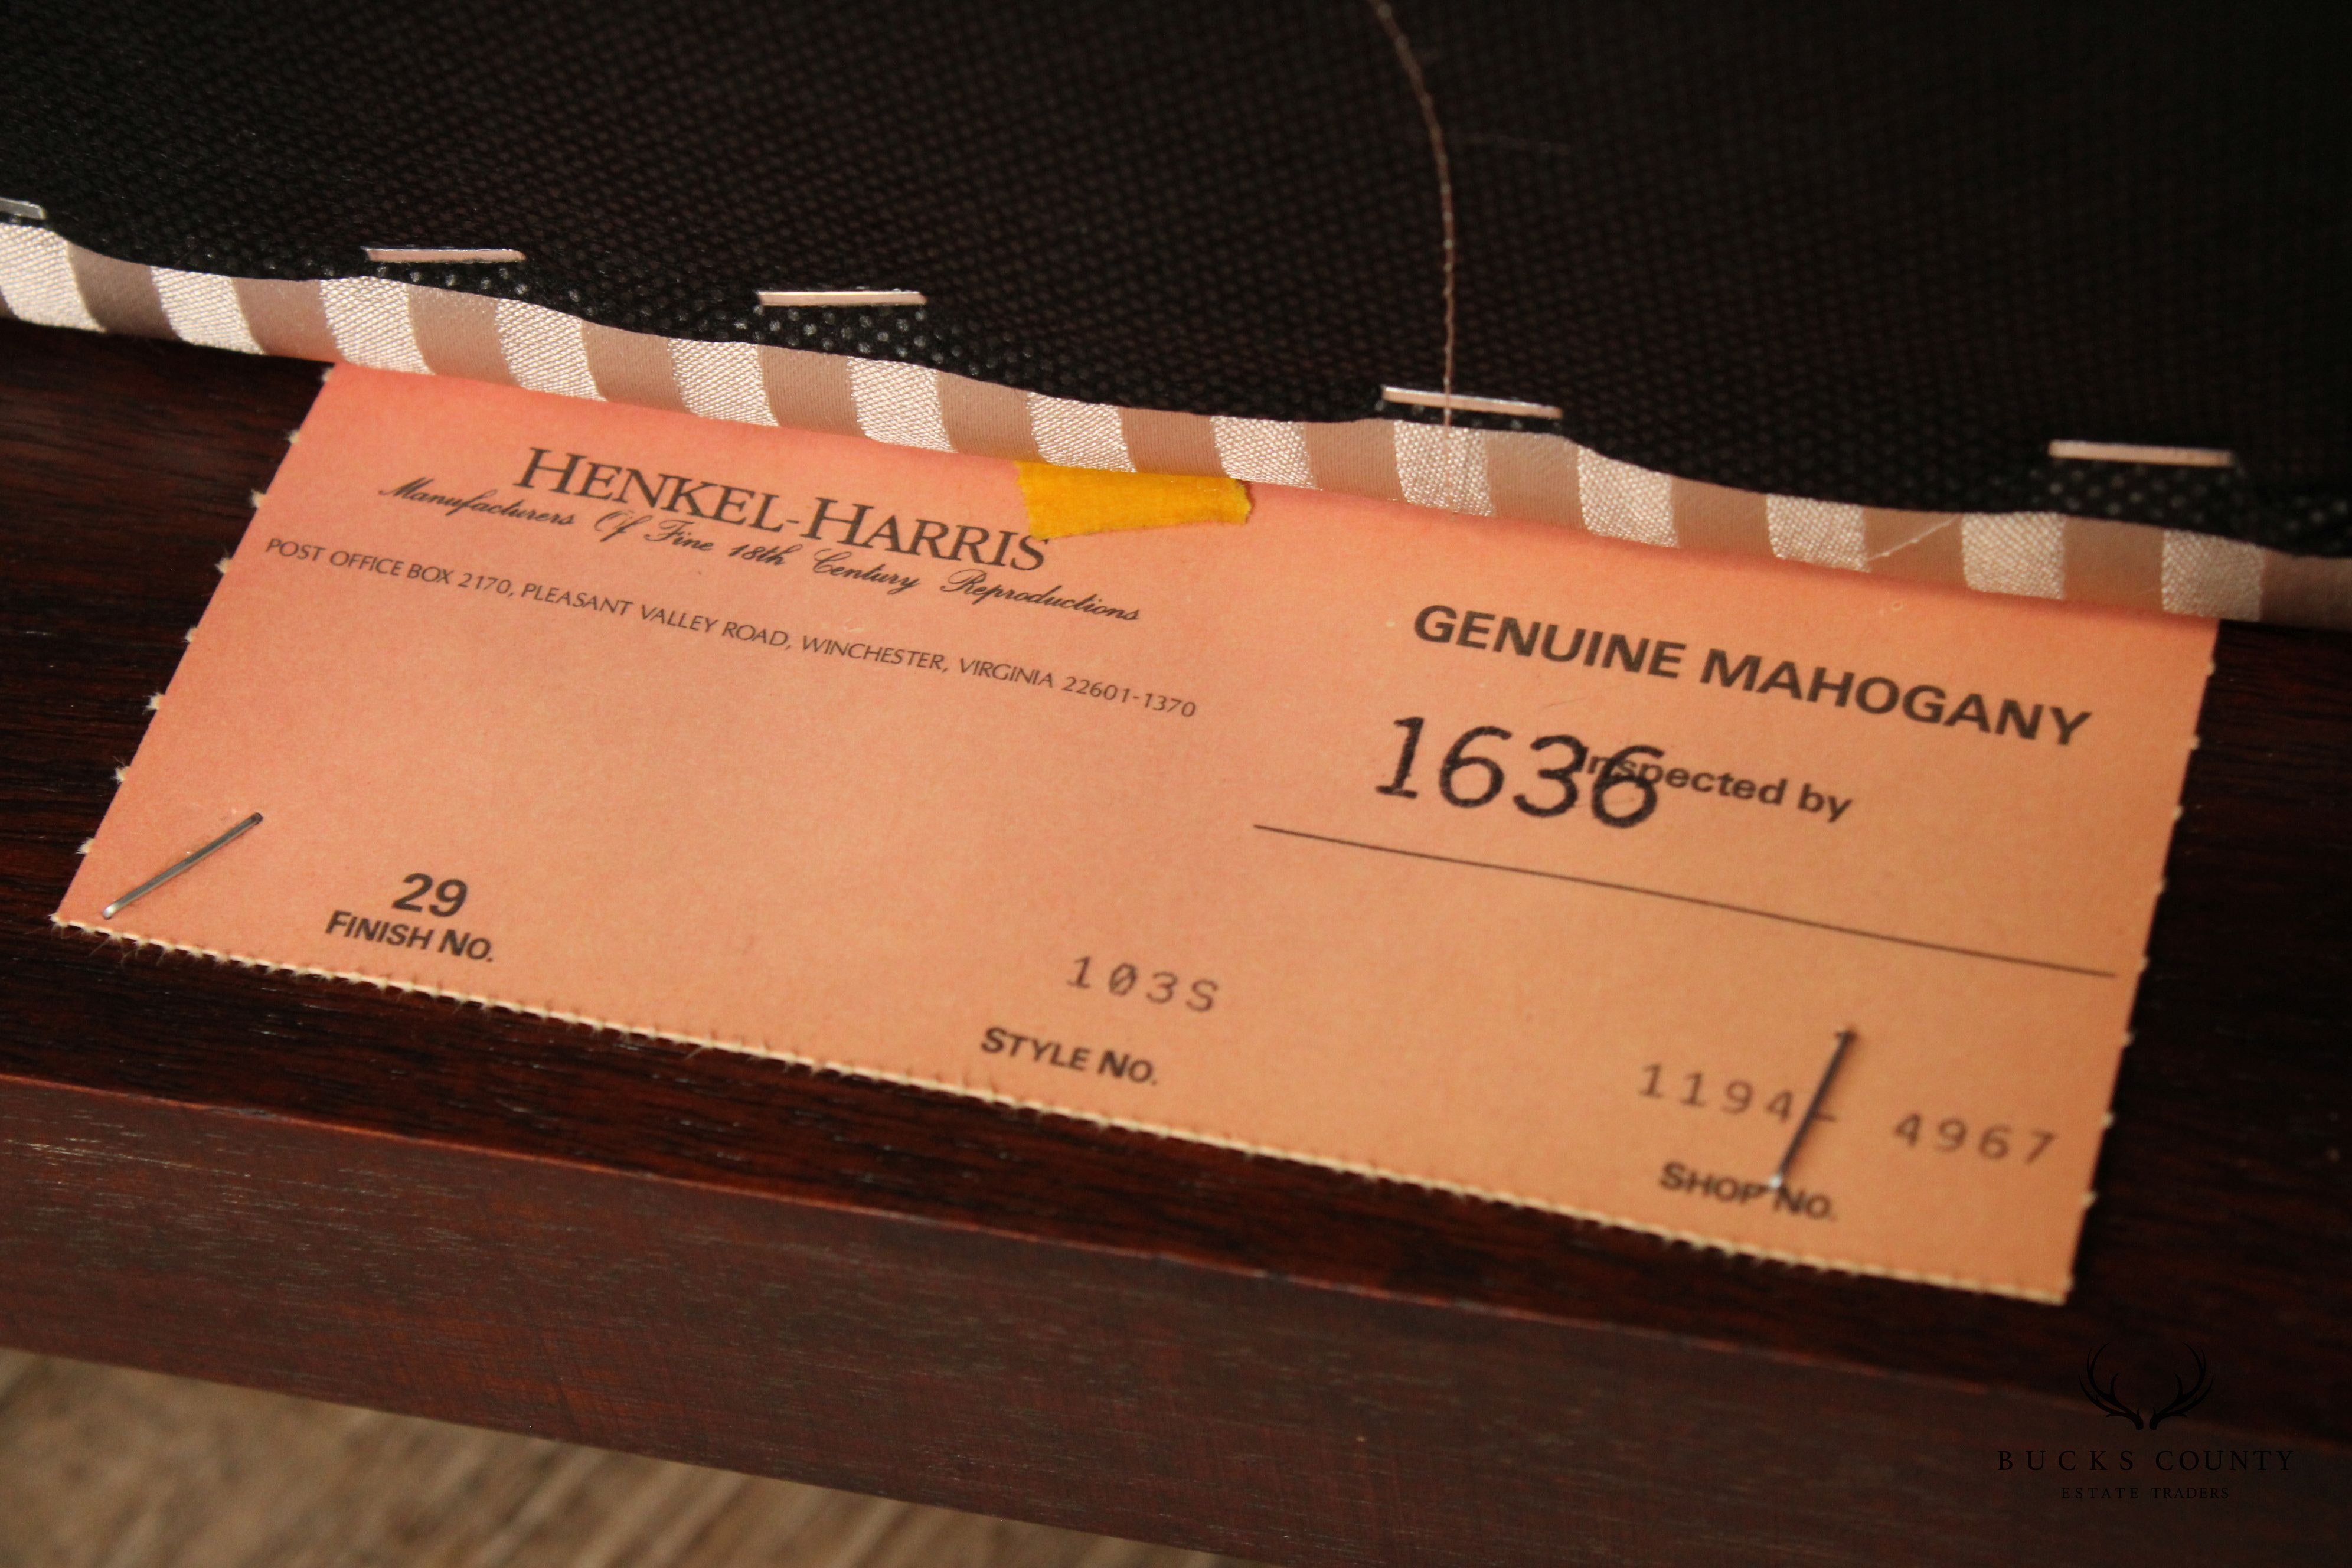 HENKEL-HARRIS
Manufacturers Of Fine 18th Century Reproductions
POST OFFICE BOX 2170, PLEASANT VALLEY ROAD, WINCHESTER, VIRGINIA 22601-1370
GENUINE MAHOGANY
1636
Inspected by
29
FINISH NO.
103S
STYLE NO.
1194- 4967
SHOP NO.
BUCKS COUNTY
ESTATE TRADERS